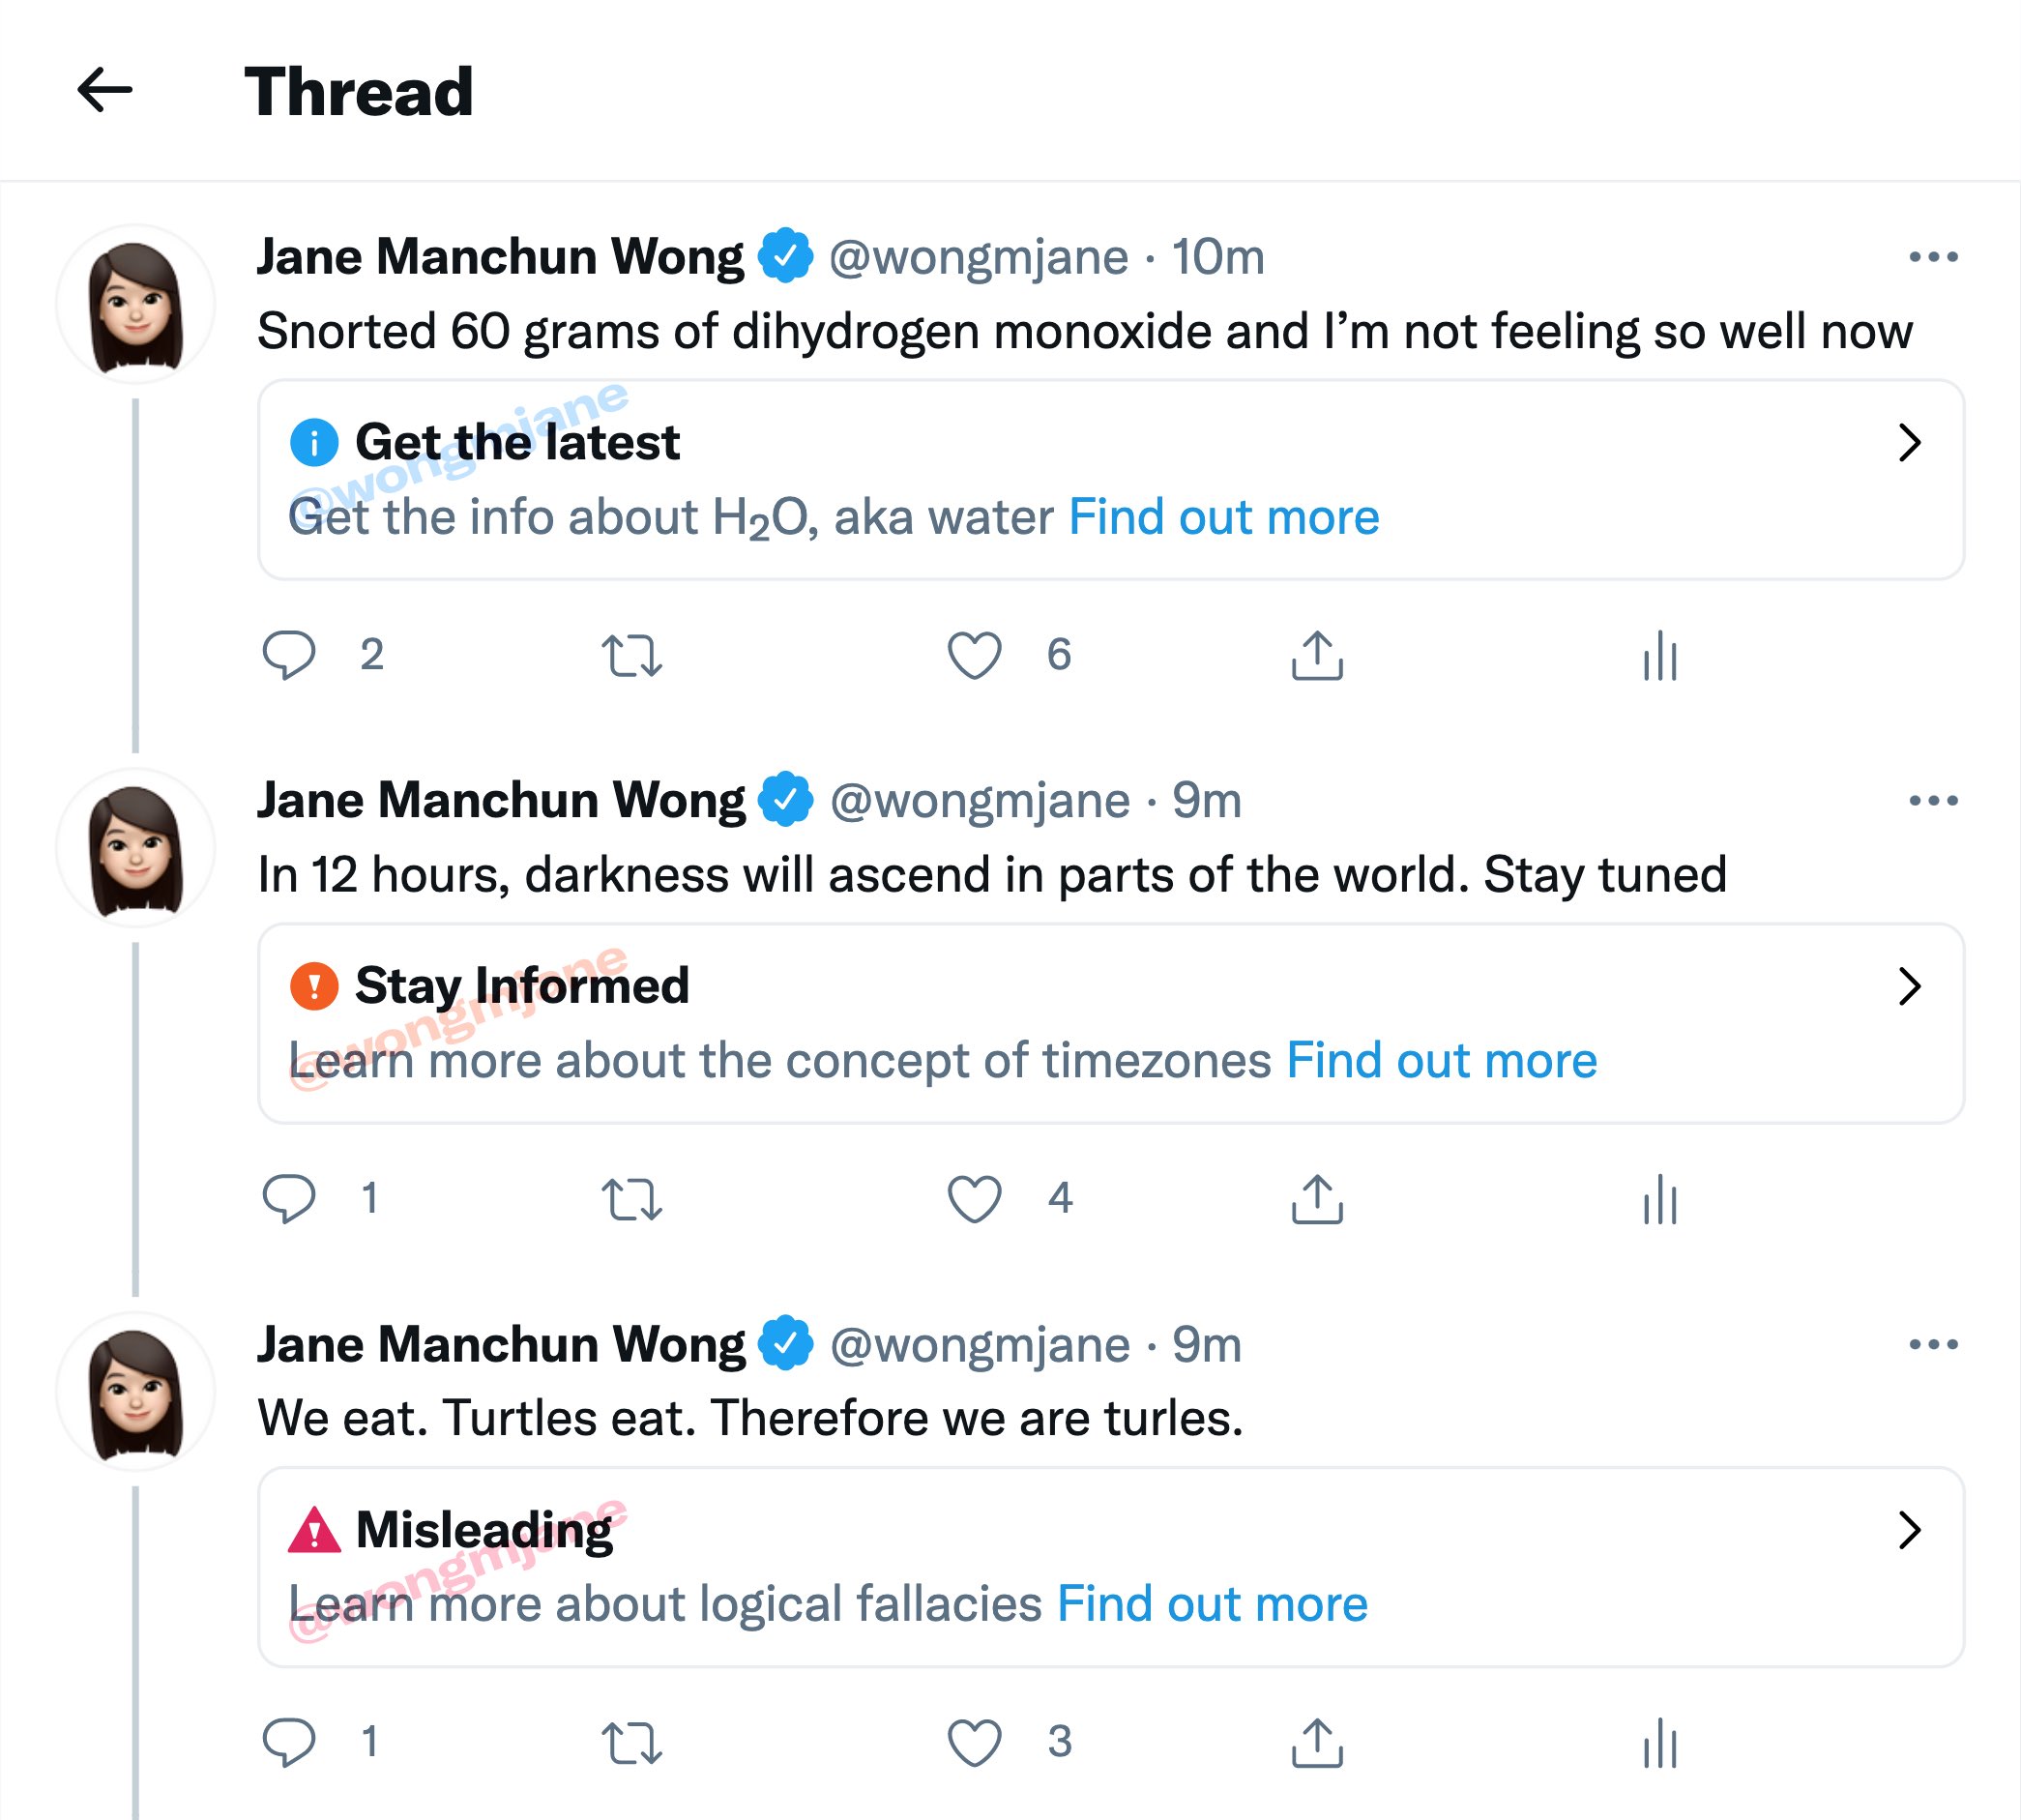 Thread
Jane Manchun Wong @wongmjane · 10m
Snorted 60 grams of dihydrogen monoxide and I’m not feeling so well now
Get the latest
@wongmjane
Get the info about H₂O, aka water Find out more
2 6
Jane Manchun Wong @wongmjane · 9m
In 12 hours, darkness will ascend in parts of the world. Stay tuned
Stay Informed
@wongmjane
Learn more about the concept of timezones Find out more
1 4
Jane Manchun Wong @wongmjane · 9m
We eat. Turtles eat. Therefore we are turles.
Misleading
@wongmjane
Learn more about logical fallacies Find out more
1 3